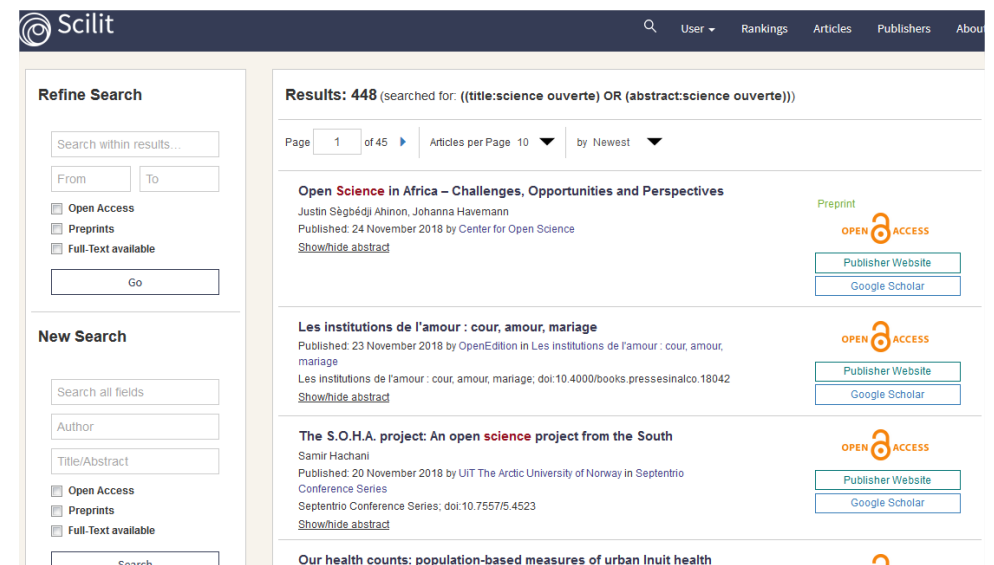 Scilit
User
Rankings
Articles
Publishers
About
Refine Search
Search within results...
From
To
Open Access
Preprints
Full-Text available
Go
New Search
Search all fields
Author
Title/Abstract
Open Access
Preprints
Full-Text available
Search
Results: 448 (searched for: ((title:science ouverte) OR (abstract:science ouverte)))
Page 1 of 45 Articles per Page 10 by Newest
Open Science in Africa – Challenges, Opportunities and Perspectives
Justin Sègbédji Ahinon, Johanna Havemann
Published: 24 November 2018 by Center for Open Science
Show/hide abstract
Preprint
OPEN ACCESS
Publisher Website
Google Scholar
Les institutions de l'amour : cour, amour, mariage
Published: 23 November 2018 by OpenEdition in Les institutions de l'amour : cour, amour,
mariage
Les institutions de l'amour : cour, amour, mariage; doi:10.4000/books.pressesinalco.18042
Show/hide abstract
OPEN ACCESS
Publisher Website
Google Scholar
The S.O.H.A. project: An open science project from the South
Samir Hachani
Published: 20 November 2018 by UiT The Arctic University of Norway in Septentrio
Conference Series
Septentrio Conference Series; doi:10.7557/5.4523
Show/hide abstract
OPEN ACCESS
Publisher Website
Google Scholar
Our health counts: population-based measures of urban Inuit health